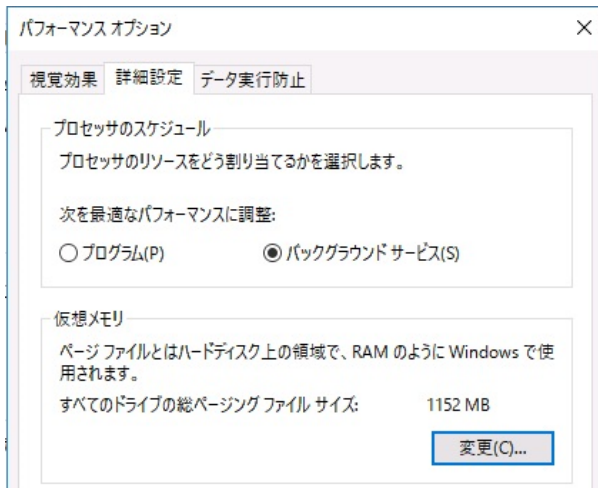 パフォーマンス オプション
視覚効果 詳細設定 データ実行防止
プロセッサのスケジュール
プロセッサのリソースをどう割り当てるかを選択します。
次を最適なパフォーマンスに調整:
プログラム(P) バックグラウンド サービス(S)
仮想メモリ
ページ ファイルとはハードディスク上の領域で、RAM のように Windows で使
用されます。
すべてのドライブの総ページング ファイル サイズ: 1152 MB
変更(C)...